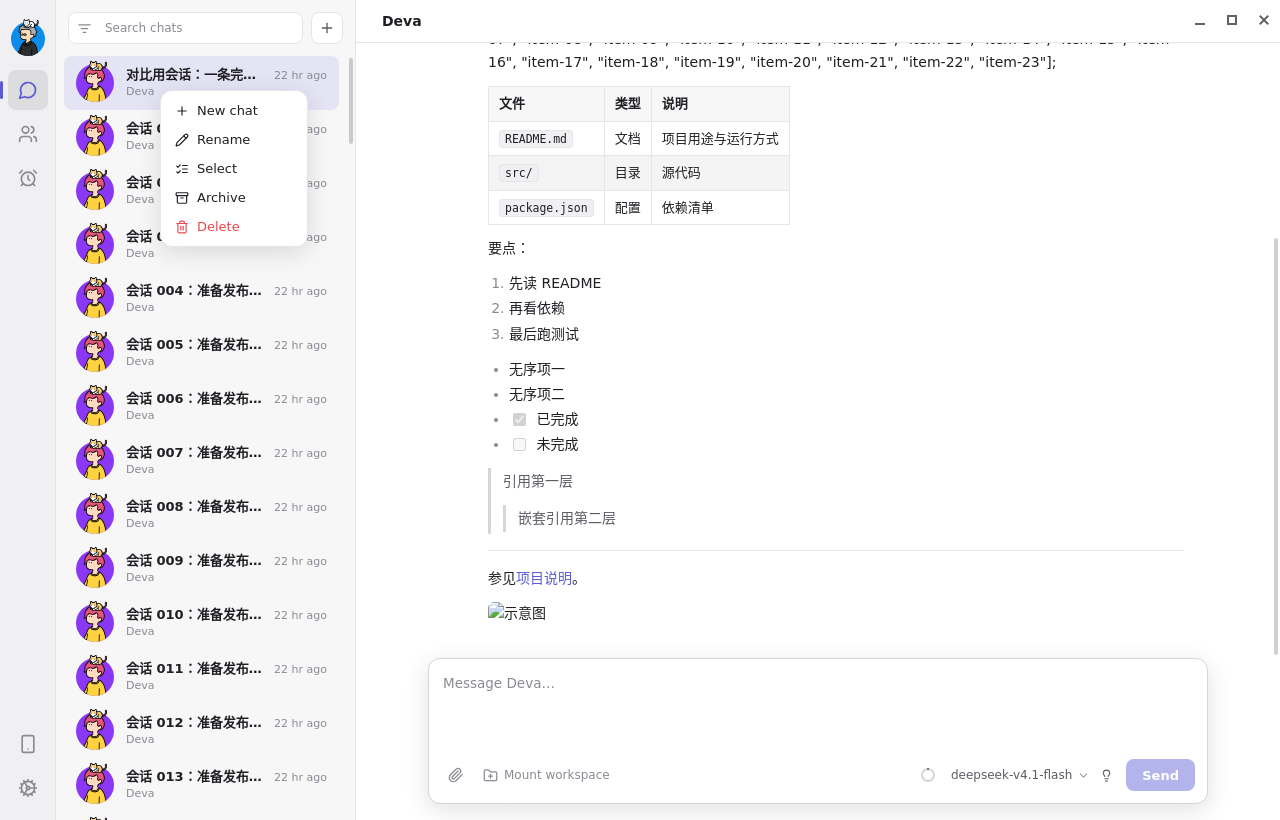 Search chats
对比用会话：一条完...
22 hr ago
Deva
New chat
Rename
Select
Archive
Delete
会话 004：准备发布...
22 hr ago
Deva
会话 005：准备发布...
22 hr ago
Deva
会话 006：准备发布...
22 hr ago
Deva
会话 007：准备发布...
22 hr ago
Deva
会话 008：准备发布...
22 hr ago
Deva
会话 009：准备发布...
22 hr ago
Deva
会话 010：准备发布...
22 hr ago
Deva
会话 011：准备发布...
22 hr ago
Deva
会话 012：准备发布...
22 hr ago
Deva
会话 013：准备发布...
22 hr ago
Deva
Deva
16", "item-17", "item-18", "item-19", "item-20", "item-21", "item-22", "item-23"];
文件 类型 说明
README.md 文档 项目用途与运行方式
src/ 目录 源代码
package.json 配置 依赖清单
要点：
1. 先读 README
2. 再看依赖
3. 最后跑测试
• 无序项一
• 无序项二
• 已完成
• 未完成
引用第一层
嵌套引用第二层
参见项目说明。
示意图
Message Deva...
Mount workspace
deepseek-v4.1-flash
Send